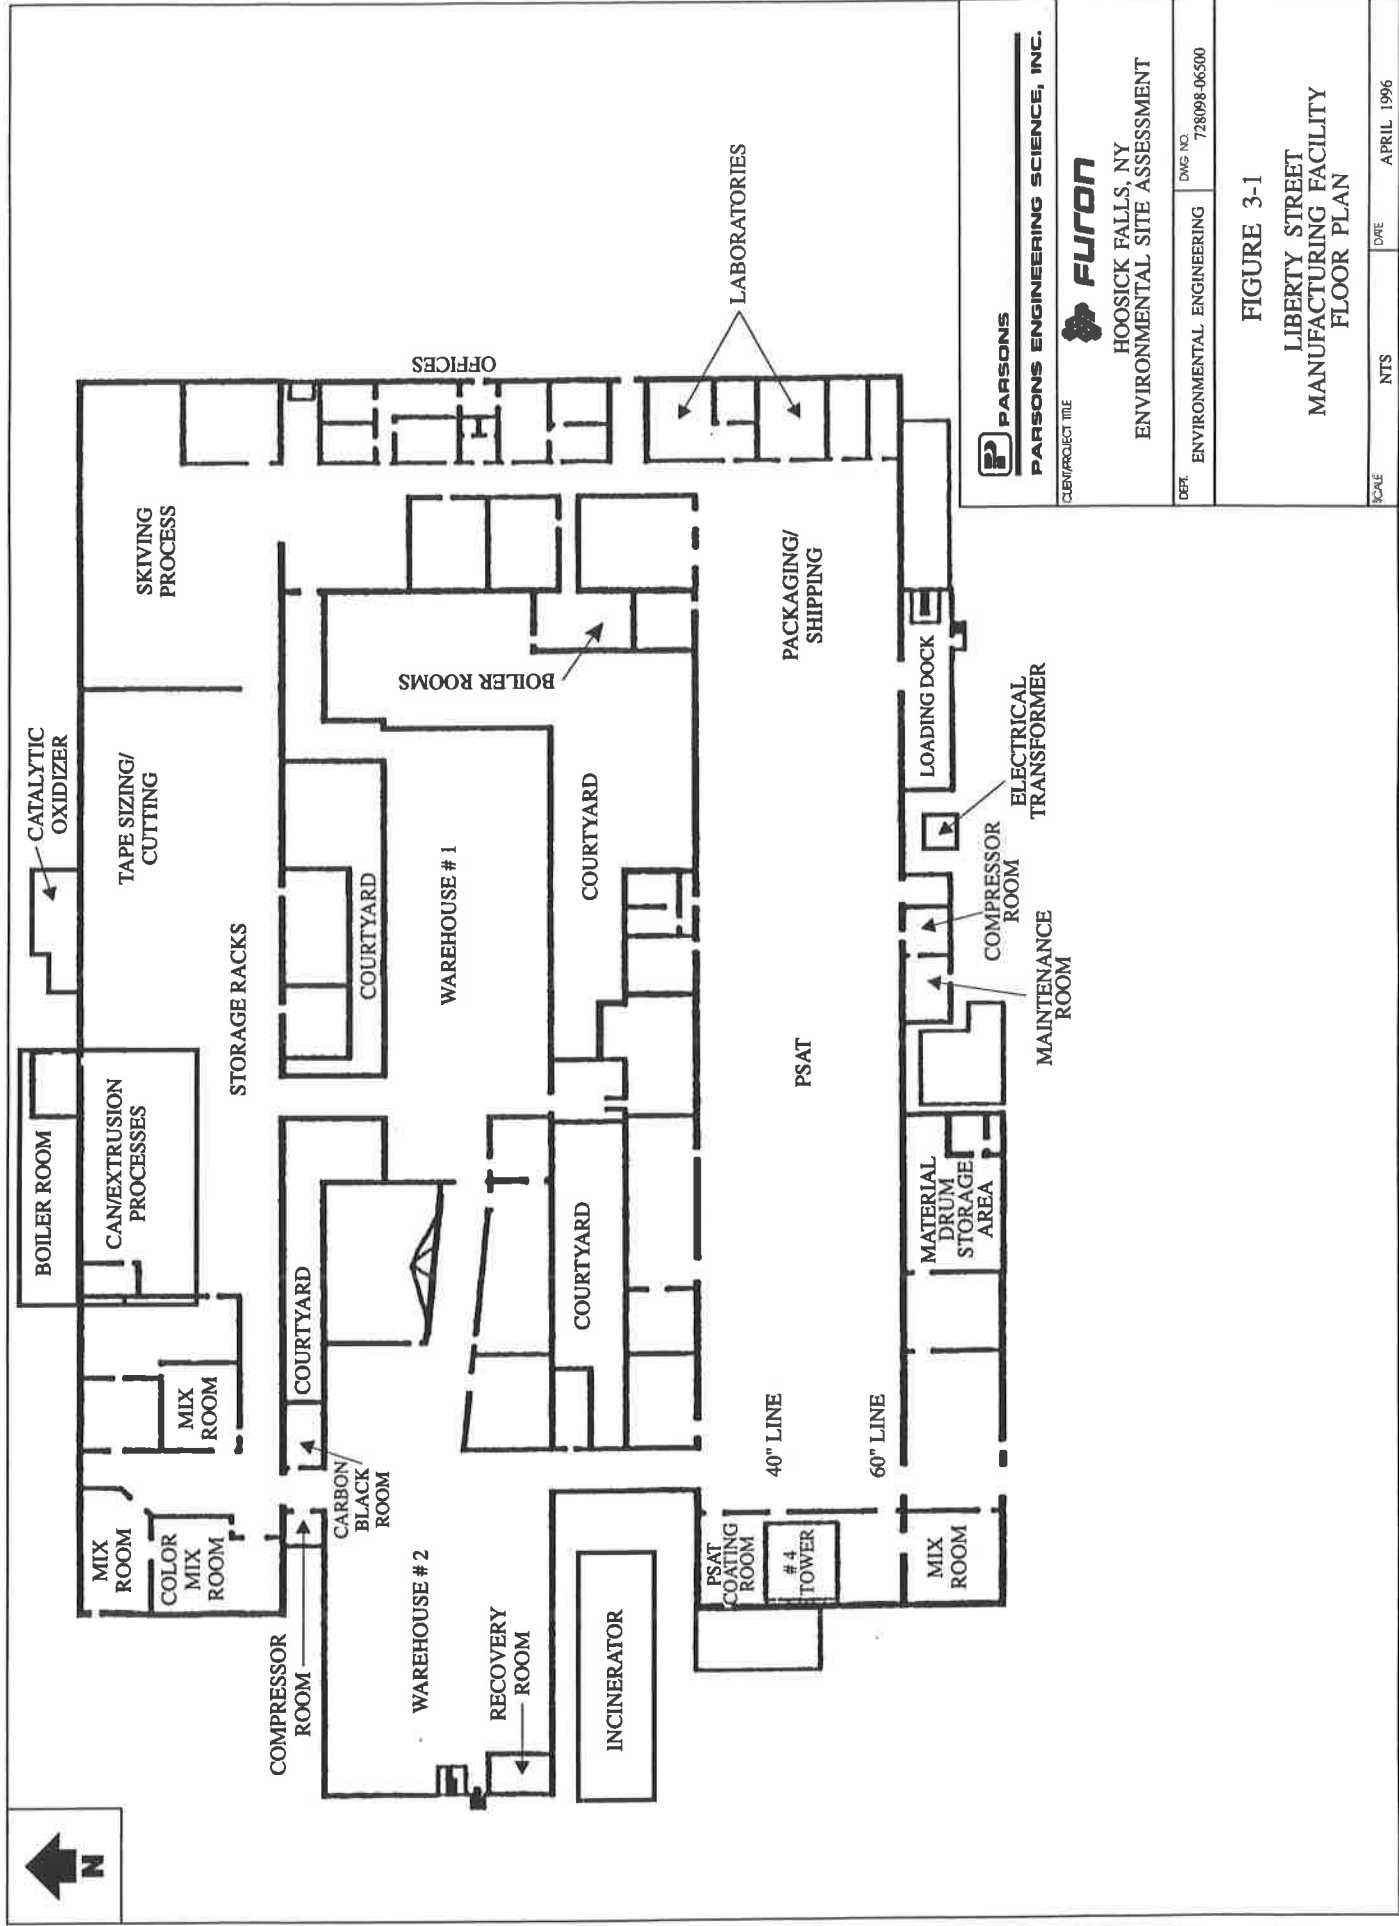 N
BOILER ROOM
CATALYTIC
OXIDIZER
MIX
ROOM
COLOR
MIX
ROOM
MIX
ROOM
CAN/EXTRUSION
PROCESSES
TAPE SIZING/
CUTTING
SKIVING
PROCESS
STORAGE RACKS
COMPRESSOR
ROOM
CARBON
BLACK
ROOM
COURTYARD
COURTYARD
OFFICES
BOILER ROOMS
WAREHOUSE # 2
WAREHOUSE # 1
RECOVERY
ROOM
COURTYARD
COURTYARD
INCINERATOR
LABORATORIES
PSAT
COATING
ROOM
# 4
TOWER
40" LINE
60" LINE
PSAT
PACKAGING/
SHIPPING
MIX
ROOM
MATERIAL
DRUM
STORAGE
AREA
LOADING DOCK
MAINTENANCE
ROOM
COMPRESSOR
ROOM
ELECTRICAL
TRANSFORMER
P PARSONS
PARSONS ENGINEERING SCIENCE, INC.
CLIENT/PROJECT TITLE
FURON
HOOSICK FALLS, NY
ENVIRONMENTAL SITE ASSESSMENT
DEPT.
ENVIRONMENTAL ENGINEERING
DWG NO.
728098-06500
FIGURE 3-1
LIBERTY STREET
MANUFACTURING FACILITY
FLOOR PLAN
SCALE
NTS
DATE
APRIL 1996